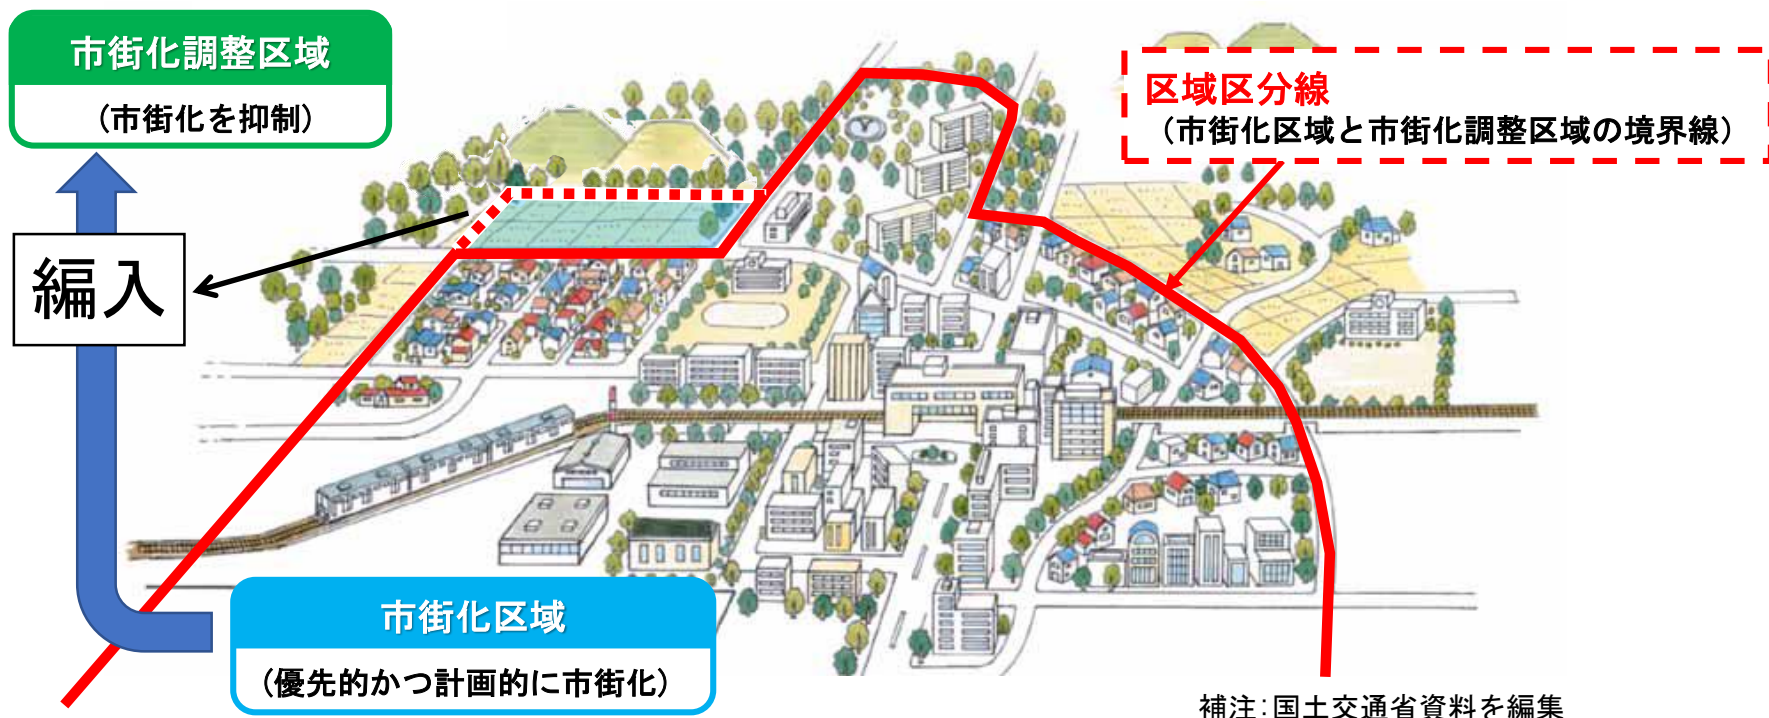 市街化調整区域
(市街化を抑制)
区域区分線
(市街化区域と市街化調整区域の境界線)
編入
市街化区域
(優先的かつ計画的に市街化)
補注:国土交通省資料を編集